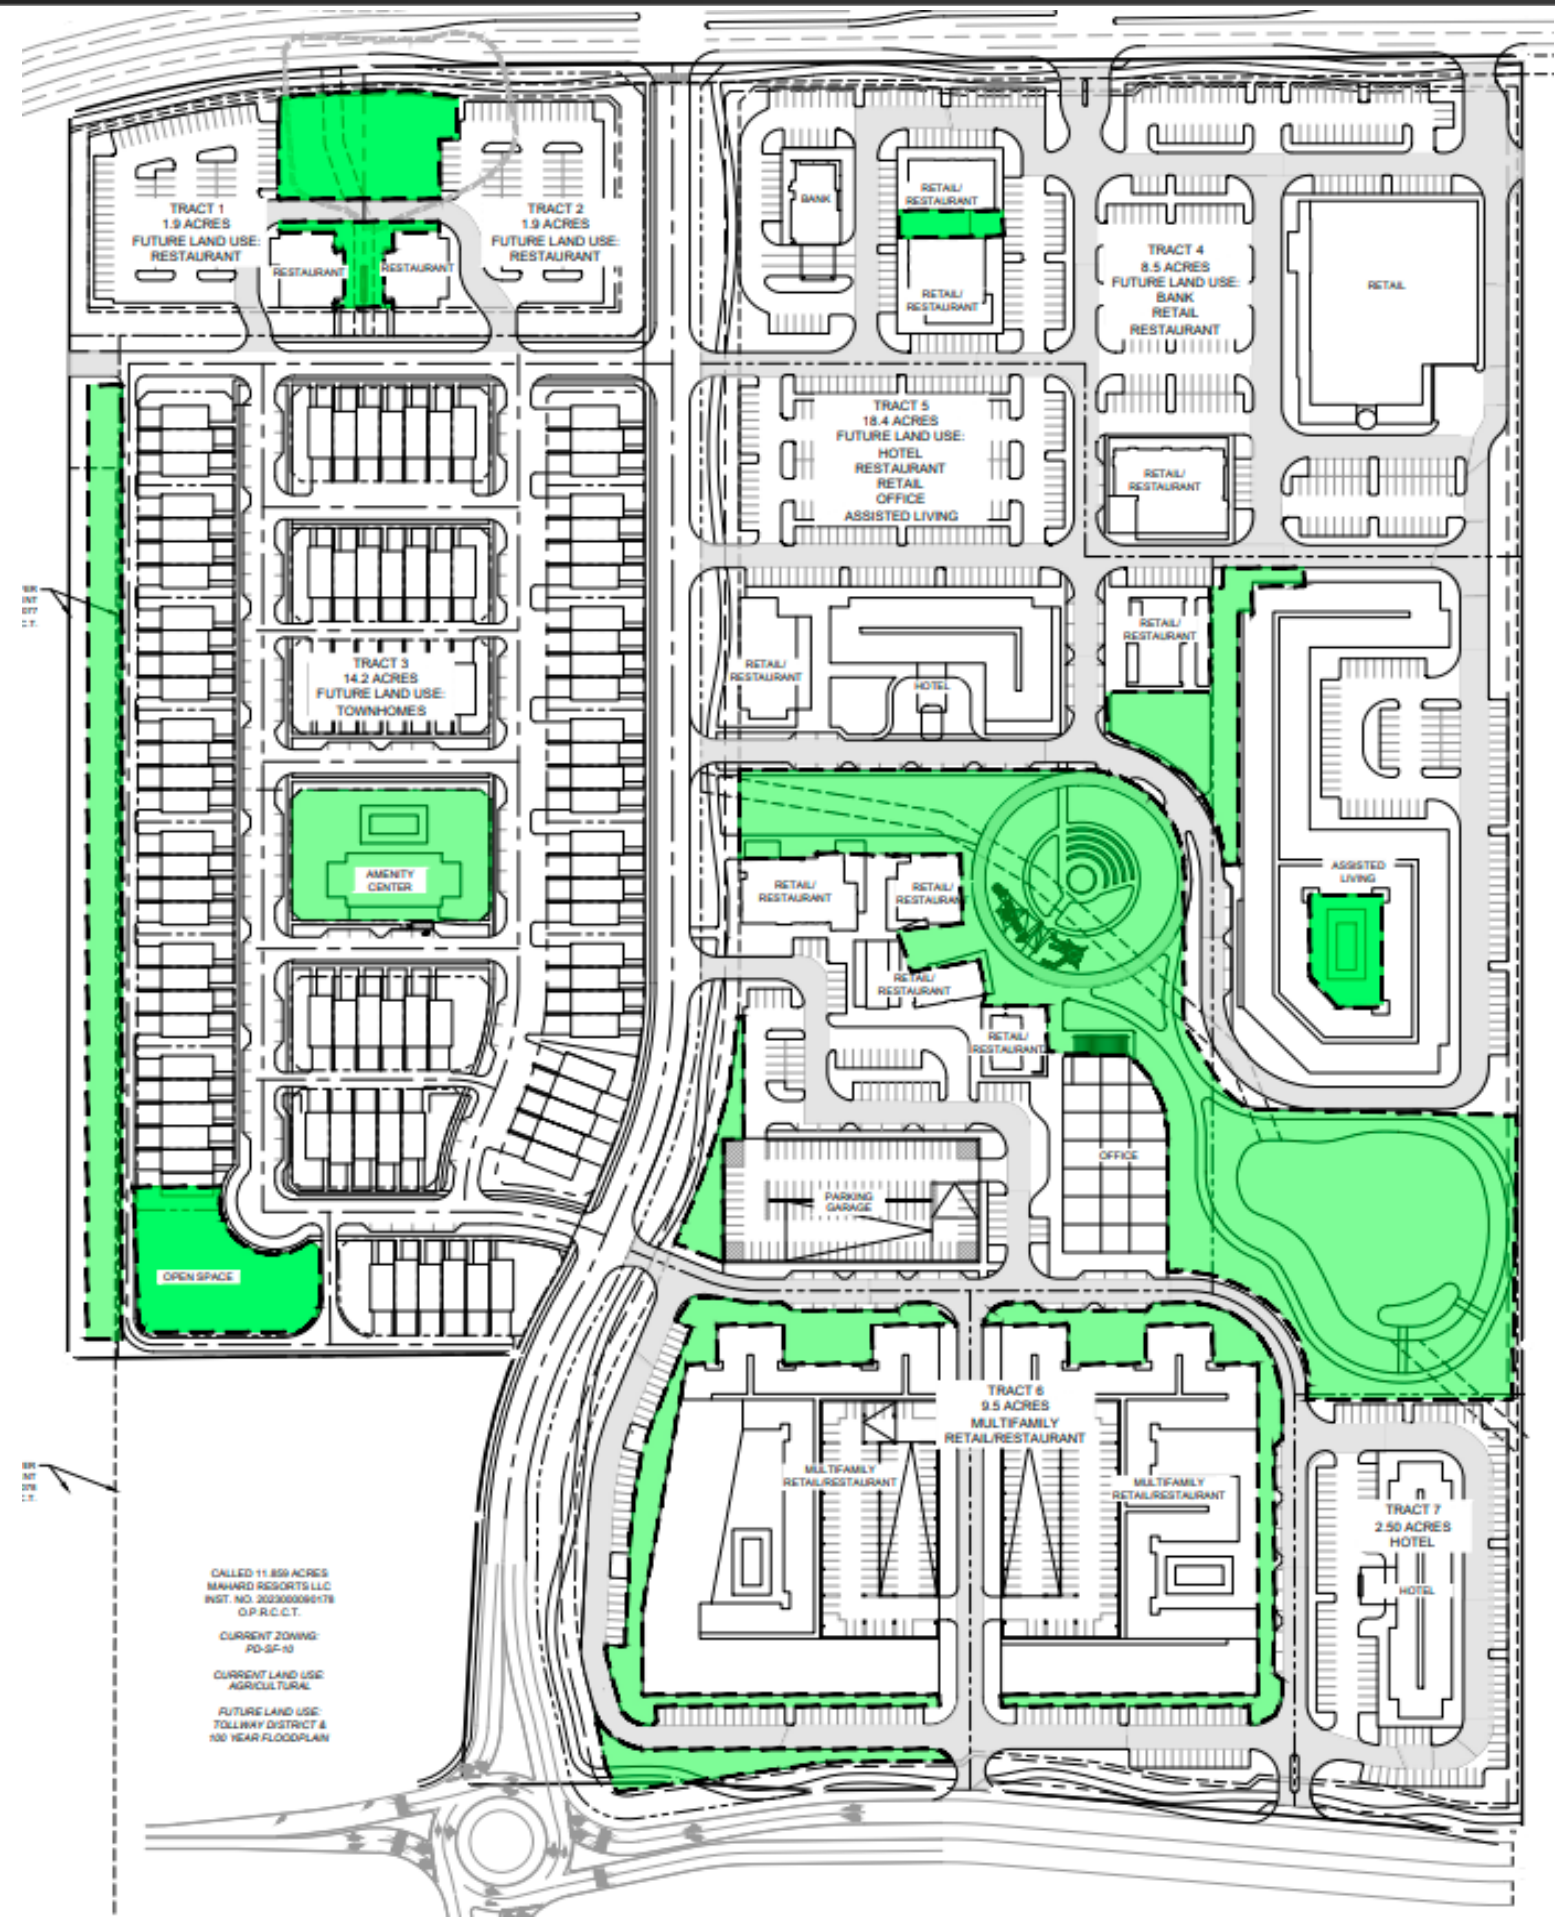 TRACT 1
1.9 ACRES
FUTURE LAND USE:
RESTAURANT
TRACT 2
1.9 ACRES
FUTURE LAND USE:
RESTAURANT
RESTAURANT
RESTAURANT
BANK
RETAIL/
RESTAURANT
RETAIL/
RESTAURANT
TRACT 4
8.5 ACRES
FUTURE LAND USE:
BANK
RETAIL
RESTAURANT
RETAIL
TRACT 5
18.4 ACRES
FUTURE LAND USE:
HOTEL
RESTAURANT
RETAIL
OFFICE
ASSISTED LIVING
RETAIL/
RESTAURANT
RETAIL/
RESTAURANT
TRACT 3
14.2 ACRES
FUTURE LAND USE:
TOWNHOMES
RETAIL/
RESTAURANT
HOTEL
AMENITY
CENTER
RETAIL/
RESTAURANT
RETAIL/
RESTAURANT
ASSISTED
LIVING
RETAIL/
RESTAURANT
RETAIL/
RESTAURANT
OFFICE
PARKING
GARAGE
OPEN SPACE
TRACT 6
9.5 ACRES
MULTIFAMILY
RETAIL/RESTAURANT
MULTIFAMILY
RETAIL/RESTAURANT
MULTIFAMILY
RETAIL/RESTAURANT
TRACT 7
2.50 ACRES
HOTEL
HOTEL
CALLED 11.859 ACRES
MAHARD RESORTS LLC
INST. NO.
O.P.R.C.C.T.
CURRENT ZONING:
PD-SF-10
CURRENT LAND USE:
AGRICULTURAL
FUTURE LAND USE:
TOLLWAY DISTRICT &
100 YEAR FLOODPLAIN